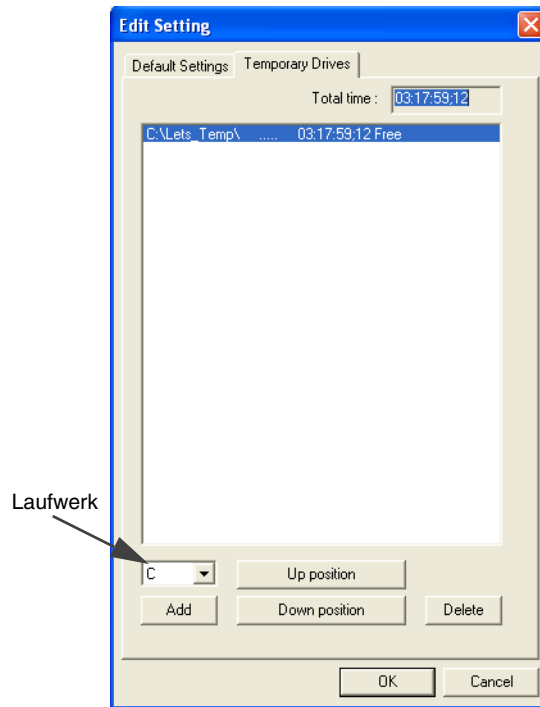 Edit Setting
Default Settings Temporary Drives
Total time : 03:17:59;12
C:\Lets_Temp\ ..... 03:17:59;12 Free
Laufwerk
C Up position
Add Down position Delete
OK Cancel